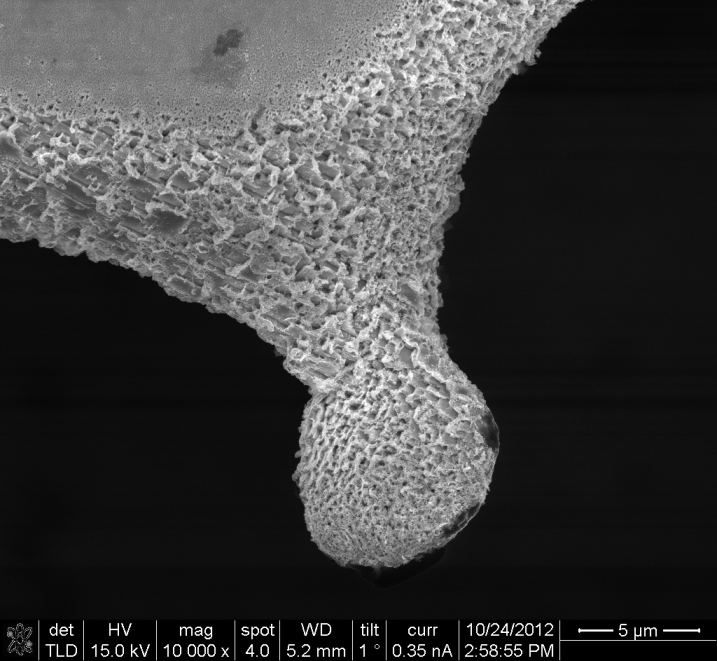 det HV mag spot WD tilt curr 10/24/2012
TLD 15.0 kV 10 000 x 4.0 5.2 mm 1 ° 0.35 nA 2:58:55 PM 5 µm